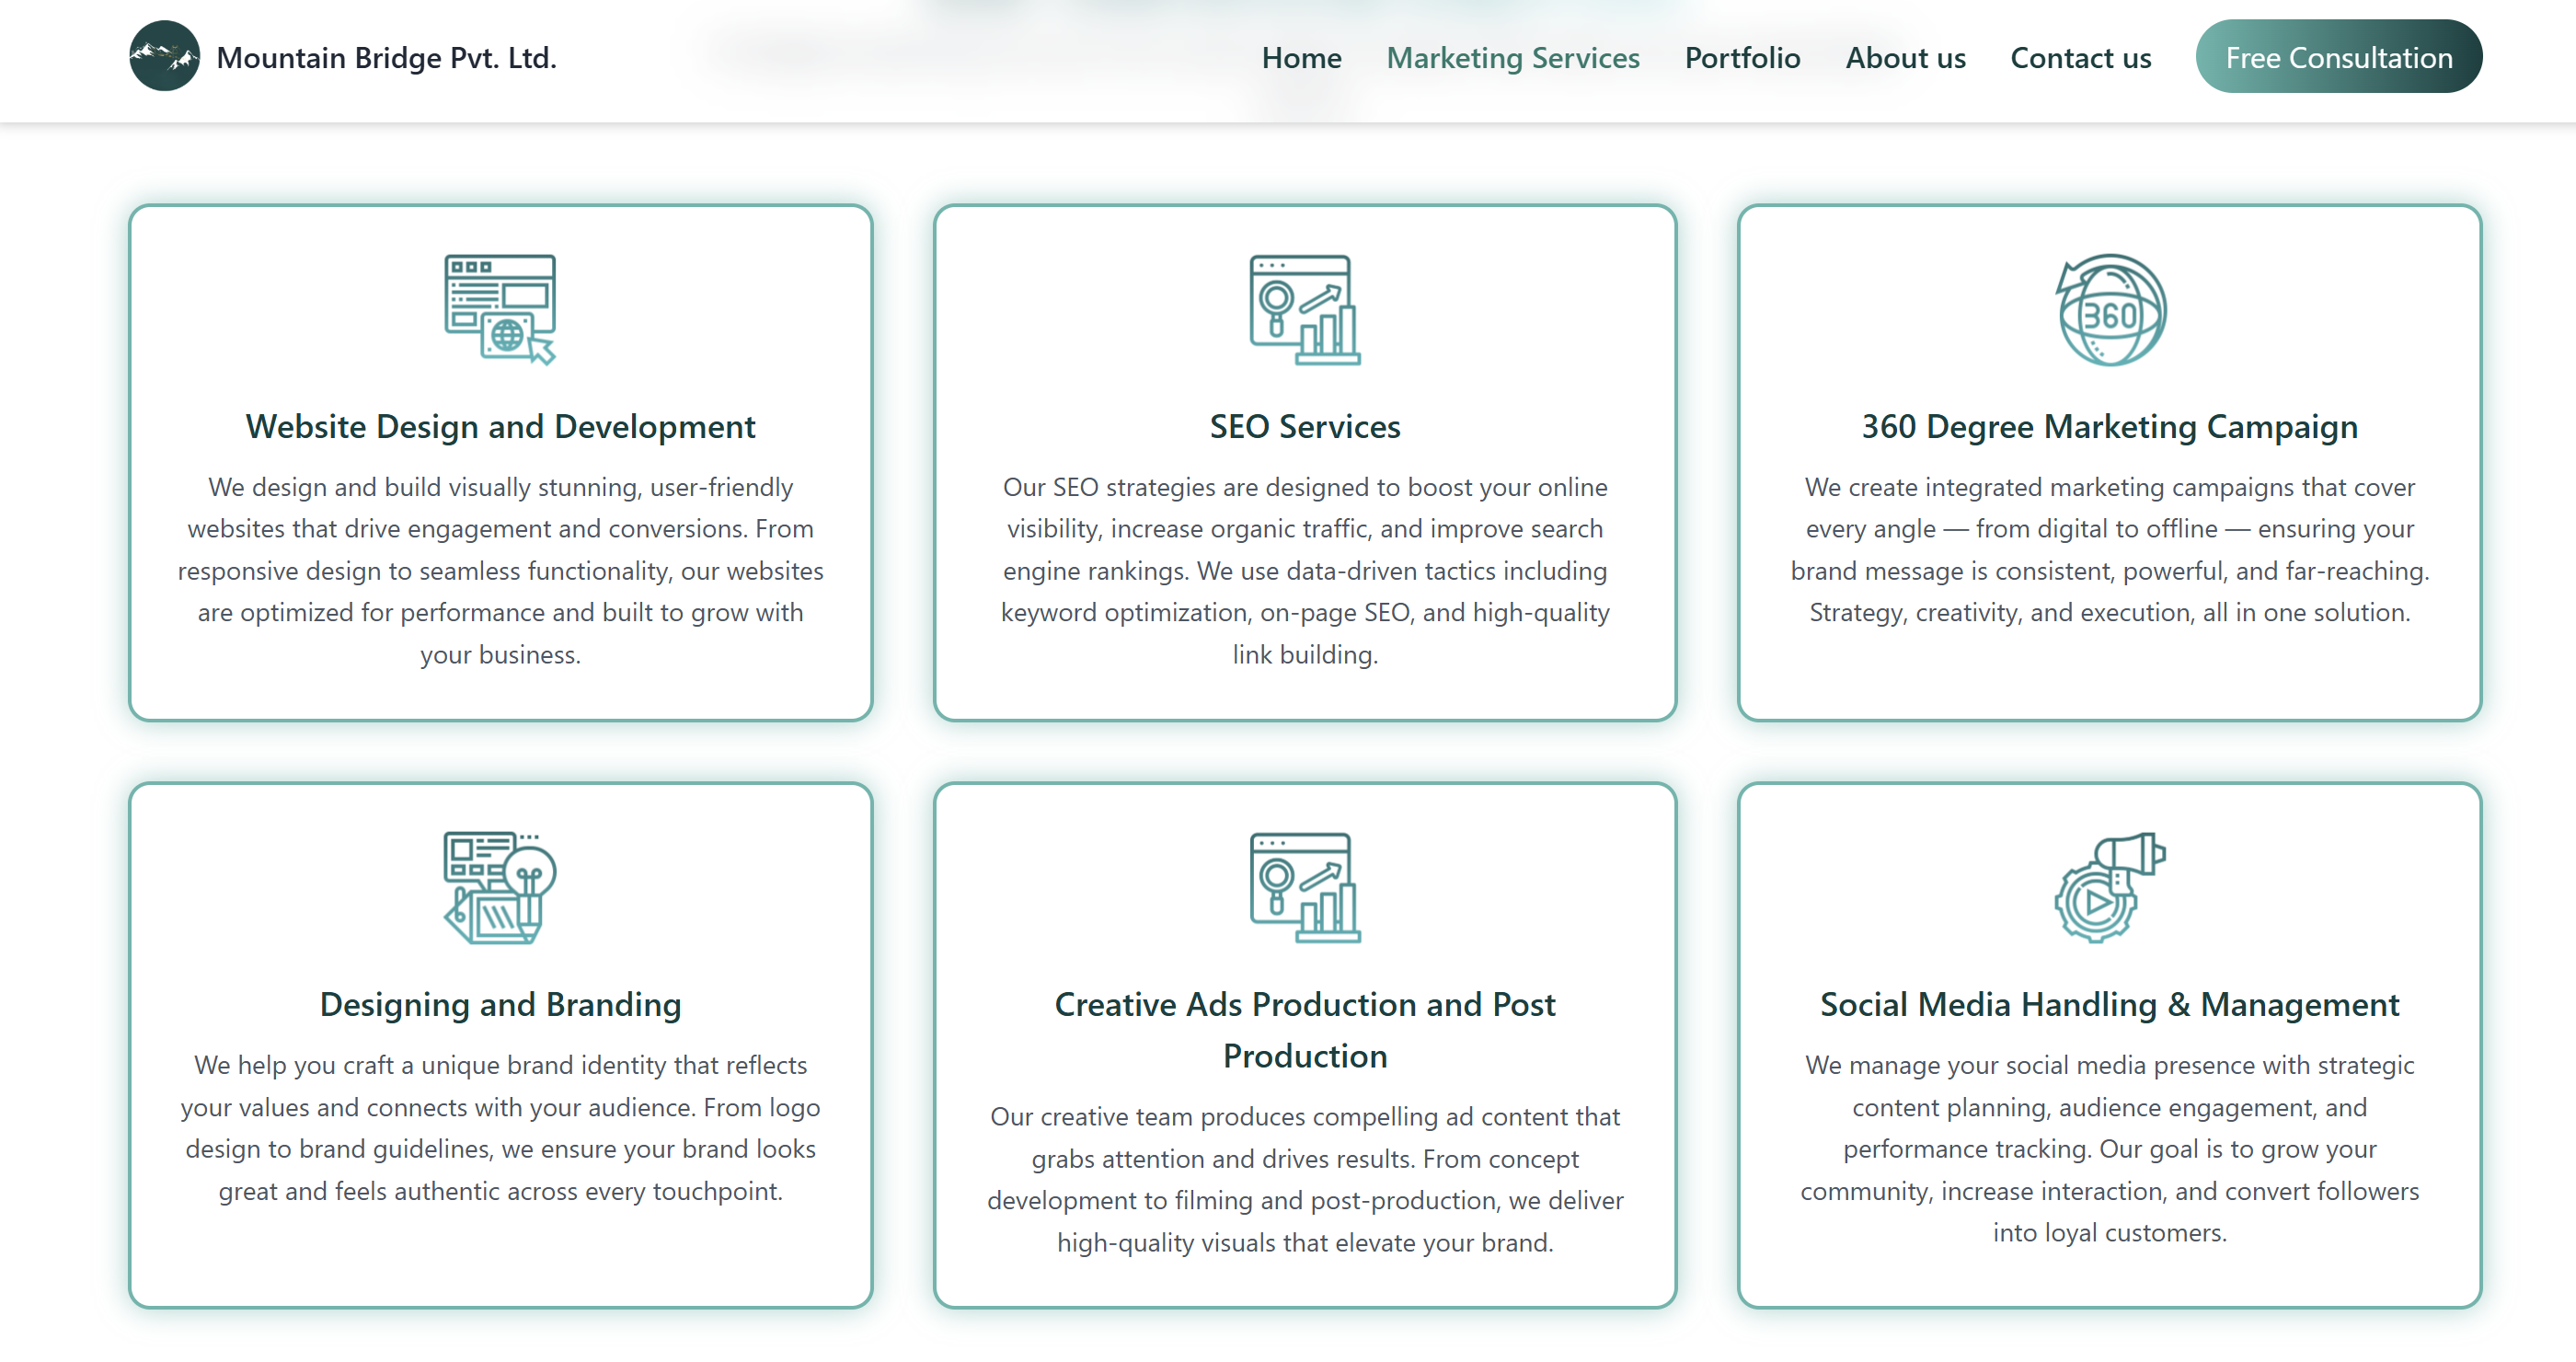 Mountain Bridge Pvt. Ltd.
Home
Marketing Services
Portfolio
About us
Contact us
Free Consultation
Website Design and Development
We design and build visually stunning, user-friendly
websites that drive engagement and conversions. From
responsive design to seamless functionality, our websites
are optimized for performance and built to grow with
your business.
SEO Services
Our SEO strategies are designed to boost your online
visibility, increase organic traffic, and improve search
engine rankings. We use data-driven tactics including
keyword optimization, on-page SEO, and high-quality
link building.
360
360 Degree Marketing Campaign
We create integrated marketing campaigns that cover
every angle — from digital to offline — ensuring your
brand message is consistent, powerful, and far-reaching.
Strategy, creativity, and execution, all in one solution.
Designing and Branding
We help you craft a unique brand identity that reflects
your values and connects with your audience. From logo
design to brand guidelines, we ensure your brand looks
great and feels authentic across every touchpoint.
Creative Ads Production and Post
Production
Our creative team produces compelling ad content that
grabs attention and drives results. From concept
development to filming and post-production, we deliver
high-quality visuals that elevate your brand.
Social Media Handling & Management
We manage your social media presence with strategic
content planning, audience engagement, and
performance tracking. Our goal is to grow your
community, increase interaction, and convert followers
into loyal customers.